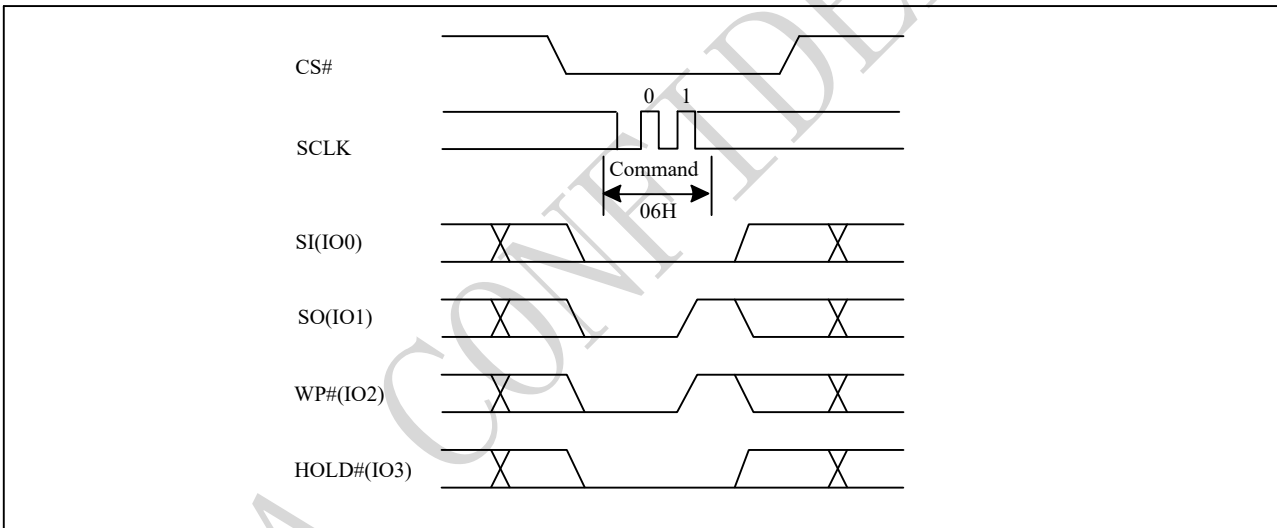 CS#
0 1
SCLK
Command
06H
SI(IO0)
SO(IO1)
WP#(IO2)
HOLD#(IO3)